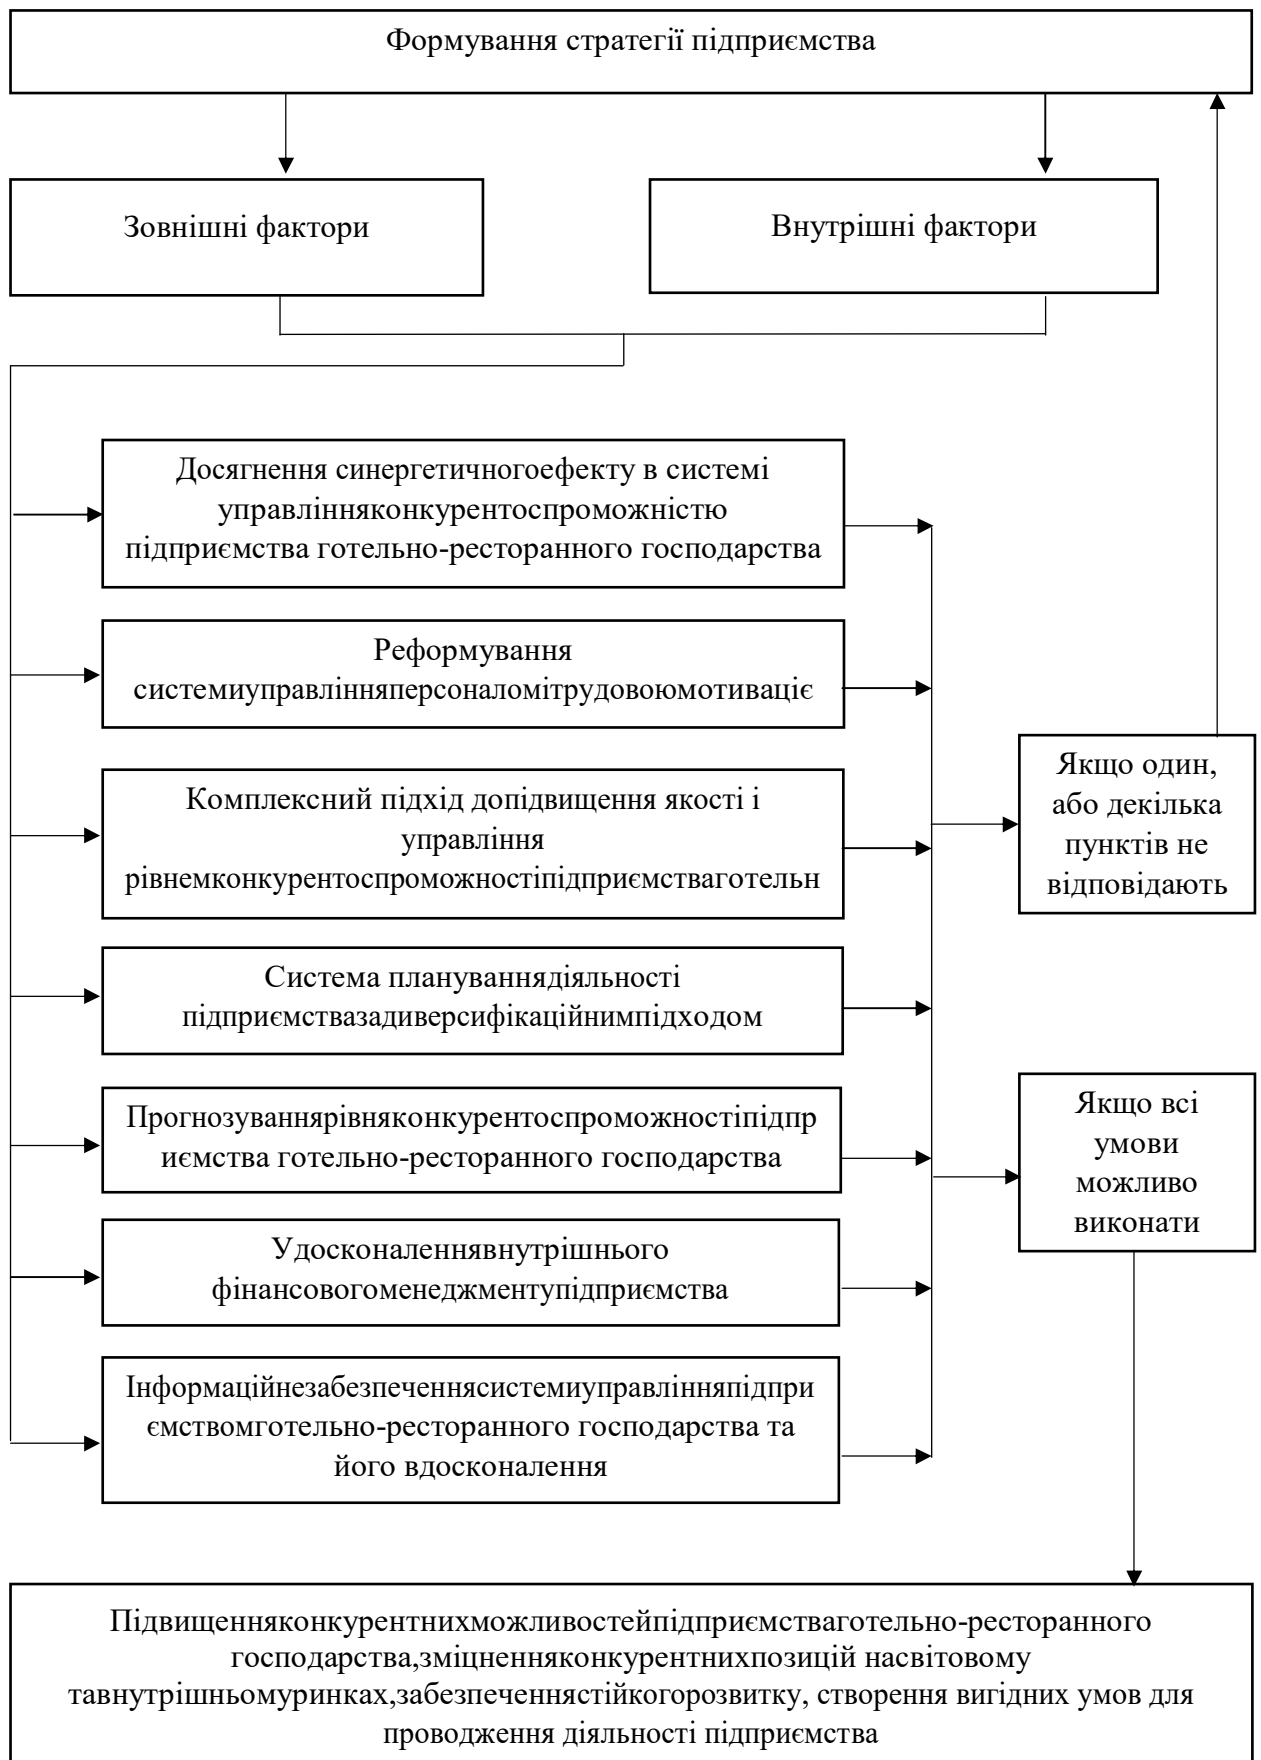 Формування стратегії підприємства
Зовнішні фактори
Внутрішні фактори
Досягнення синергетичногоефекту в системі
управлінняконкурентоспроможністю
підприємства готельно-ресторанного господарства
Реформування
системиуправлінняперсоналомітрудовоюмотиваціє
Комплексний підхід допідвищення якості і
управління
рівнемконкурентоспроможностіпідприємстваготельн
Система плануваннядіяльності
підприємствазадиверсифікаційнимпідходом
Прогнозуваннярівняконкурентоспроможностіпідпр
иємства готельно-ресторанного господарства
Удосконаленнявнутрішнього
фінансовогоменеджментупідприємства
Інформаційнезабезпеченнясистемиуправлінняпідпри
ємствомготельно-ресторанного господарства та
його вдосконалення
Якщо один,
або декілька
пунктів не
відповідають
Якщо всі
умови
можливо
виконати
Підвищенняконкурентнихможливостейпідприємстваготельно-ресторанного
господарства,зміцненняконкурентнихпозицій насвітовому
тавнутрішньомуринках,забезпеченнястійкогорозвитку, створення вигідних умов для
проводження діяльності підприємства